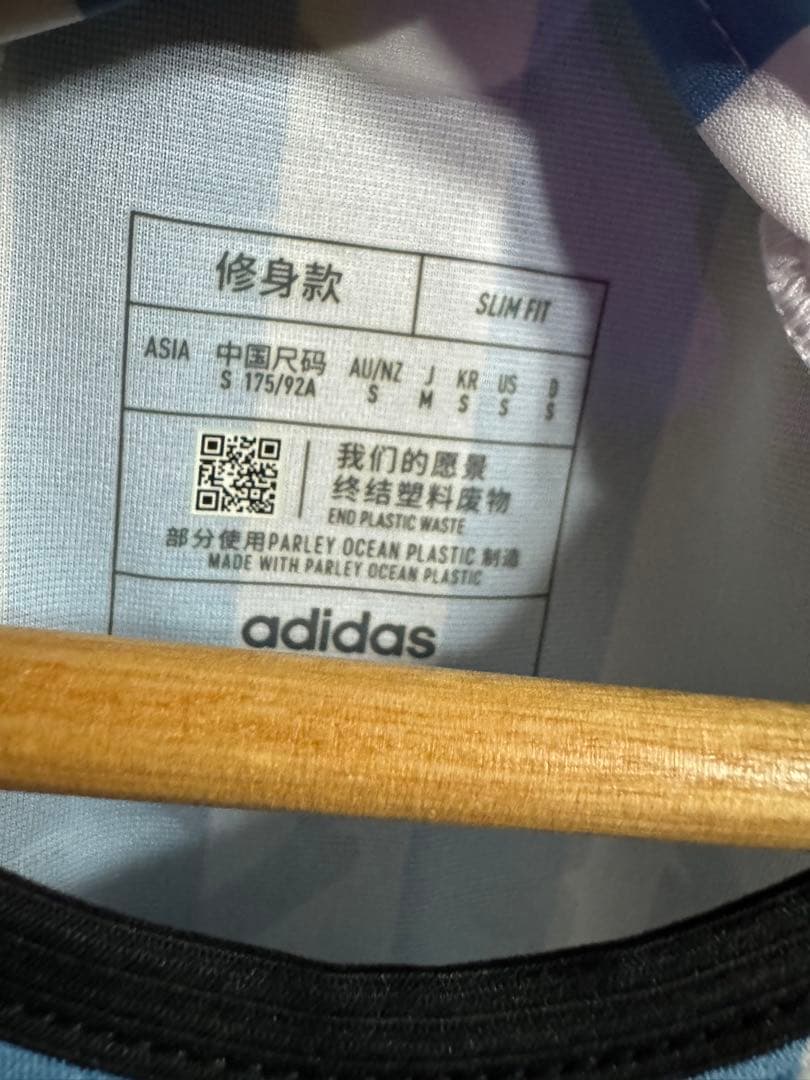 修身款 SLIM FIT
ASIA 中国尺码 AU/NZ J KR US D
S 175/92A S M S S S
我们的愿景
终结塑料废物
END PLASTIC WASTE
部分使用PARLEY OCEAN PLASTIC 制造
MADE WITH PARLEY OCEAN PLASTIC
adidas